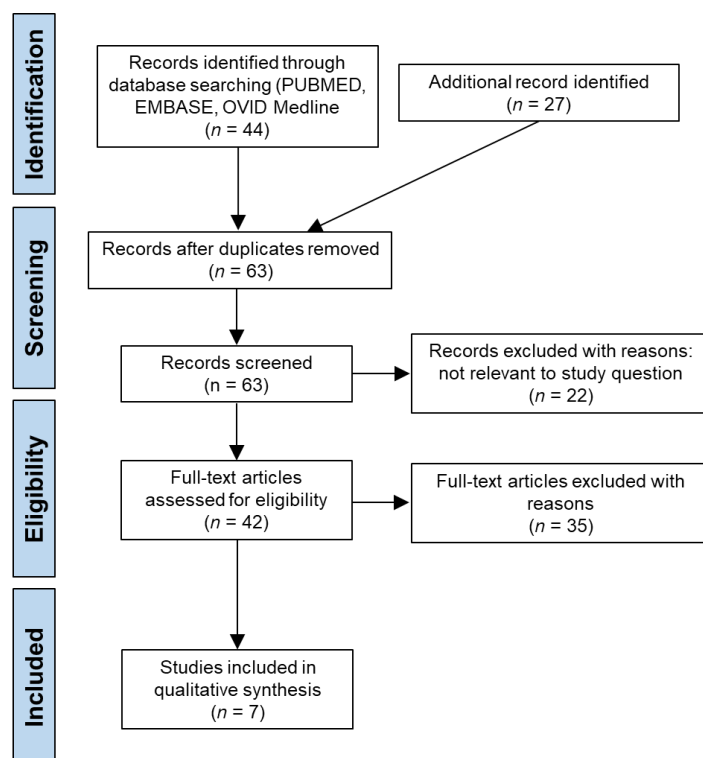 Identification
Records identified through
database searching (PUBMED,
EMBASE, OVID Medline
(n = 44)
Additional record identified
(n = 27)
Screening
Records after duplicates removed
(n = 63)
Records screened
(n = 63)
Records excluded with reasons:
not relevant to study question
(n = 22)
Eligibility
Full-text articles
assessed for eligibility
(n = 42)
Full-text articles excluded with
reasons
(n = 35)
Included
Studies included in
qualitative synthesis
(n = 7)